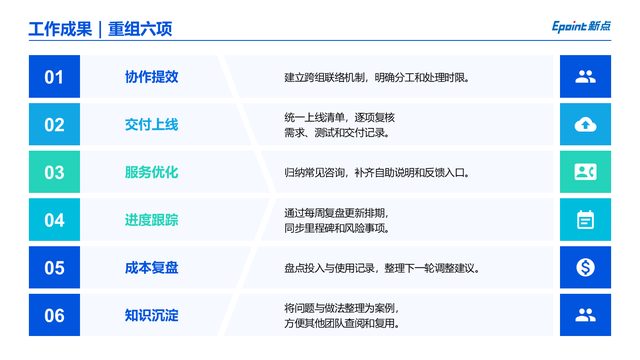 工作成果｜重组六项
Epoint新点
01
协作提效
建立跨组联络机制，明确分工和处理时限。
02
交付上线
统一上线清单，逐项复核
需求、测试和交付记录。
03
服务优化
归纳常见咨询，补齐自助说明和反馈入口。
04
进度跟踪
通过每周复盘更新排期，
同步里程碑和风险事项。
05
成本复盘
盘点投入与使用记录，整理下一轮调整建议。
06
知识沉淀
将问题与做法整理为案例，
方便其他团队查阅和复用。